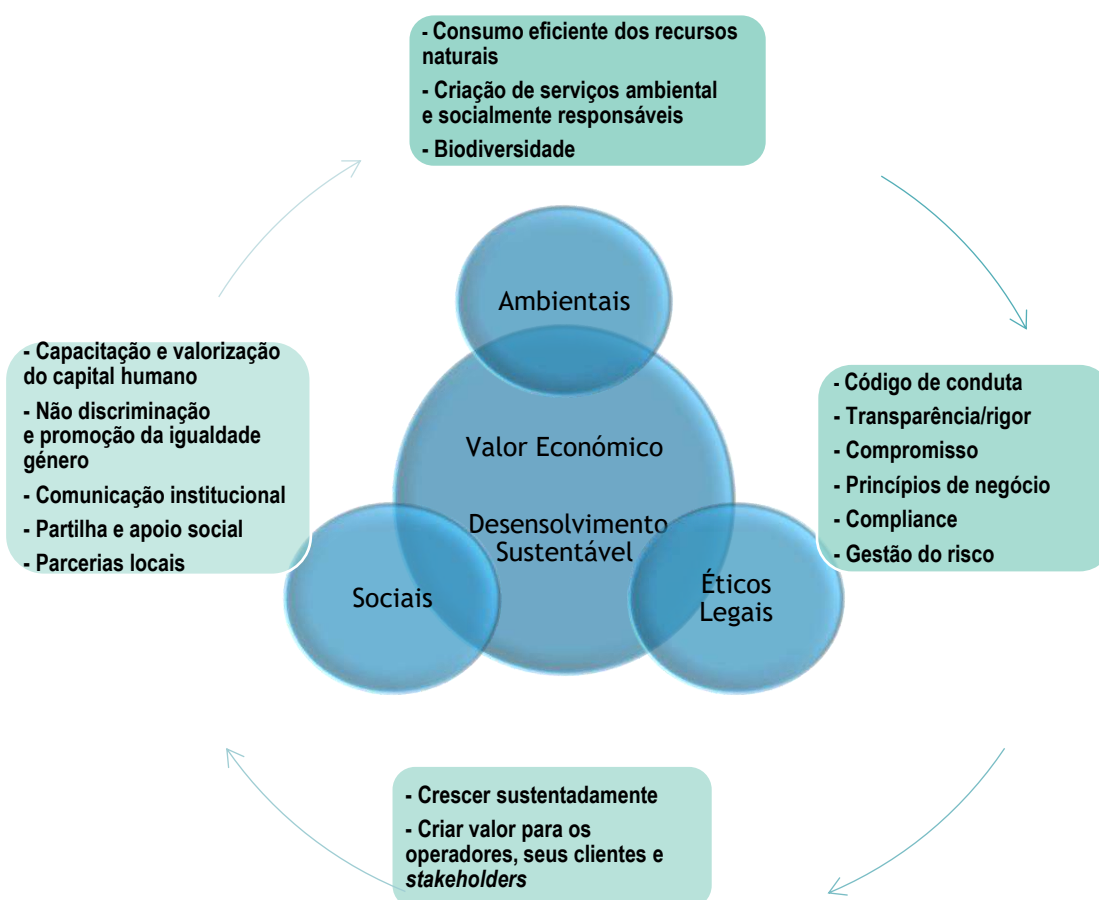 - Consumo eficiente dos recursos
naturais
- Criação de serviços ambiental
e socialmente responsáveis
- Biodiversidade
Ambientais
- Capacitação e valorização
do capital humano
- Não discriminação
e promoção da igualdade
género
- Comunicação institucional
- Partilha e apoio social
- Parcerias locais
Valor Económico
Desensolvimento
Sustentável
- Código de conduta
- Transparência/rigor
- Compromisso
- Princípios de negócio
- Compliance
- Gestão do risco
Sociais
Éticos
Legais
- Crescer sustentadamente
- Criar valor para os
operadores, seus clientes e
stakeholders